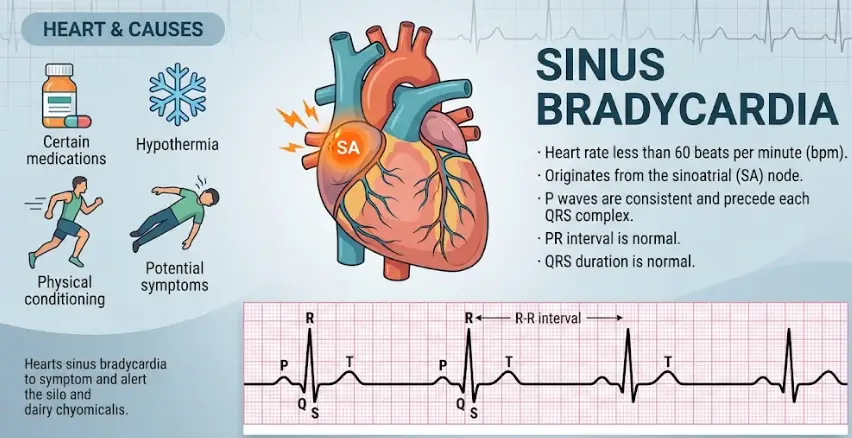 HEART & CAUSES
Certain
medications
Hypothermia
Physical
conditioning
Potential
symptoms
Hearts sinus bradycardia
to symptom and alert
the silo and
dairy chyomicalis.
SA
SINUS
BRADYCARDIA
· Heart rate less than 60 beats per minute (bpm).
· Originates from the sinoatrial (SA) node.
· P waves are consistent and precede each
QRS complex.
· PR interval is normal.
· QRS duration is normal.
R
P
Q
S
T
R
R-R interval
P
Q
S
T
T